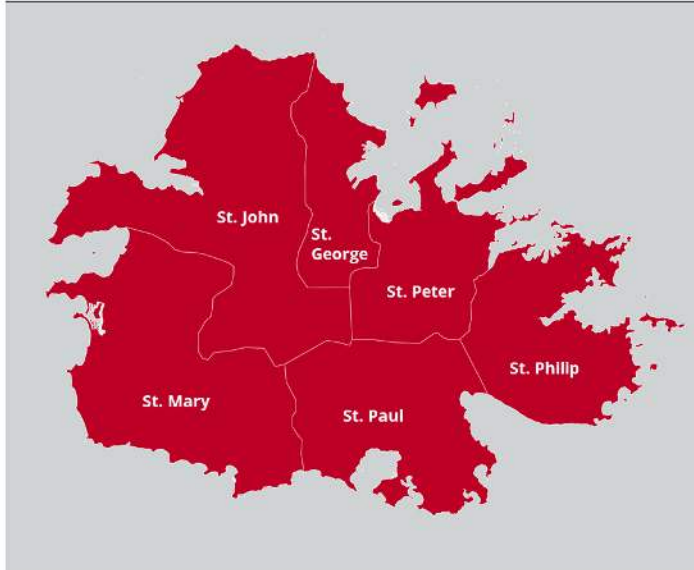 St. John
St.
George
St. Peter
St. Philip
St. Mary
St. Paul